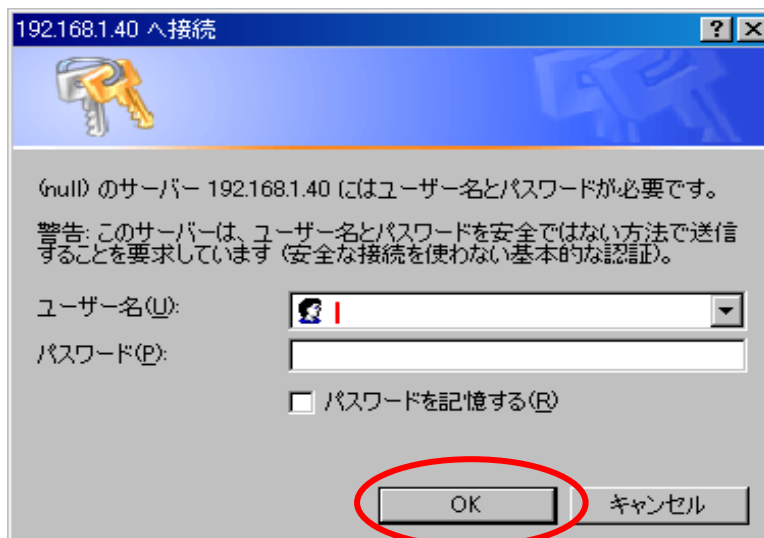 192.168.1.40 へ接続
(null) のサーバー 192.168.1.40 にはユーザー名とパスワードが必要です。
警告: このサーバーは、ユーザー名とパスワードを安全ではない方法で送信
することを要求しています (安全な接続を使わない基本的な認証)。
ユーザー名(U):
パスワード(P):
パスワードを記憶する(R)
OK
キャンセル